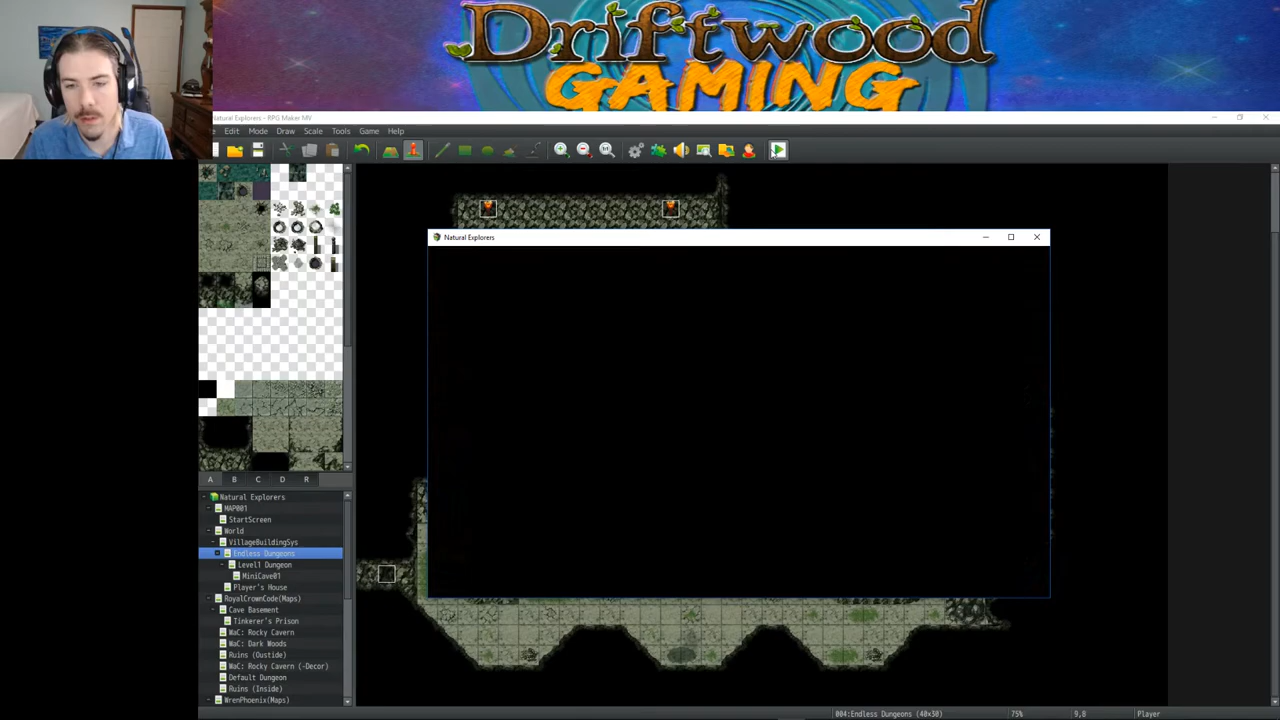 Driftwood
GAMING
Natural Explorers - RPG Maker MV
Edit Mode Draw Scale Tools Game Help
Natural Explorers
A B C D R
Natural Explorers
MAP001
StartScreen
World
VillageBuildingSys
Endless Dungeons
Level1 Dungeon
MiniCave01
Player's House
RoyalCrownCode(Maps)
Cave Basement
Tinkerer's Prison
WaC: Rocky Cavern
WaC: Dark Woods
Ruins (Oustide)
WaC: Rocky Cavern (-Decor)
Default Dungeon
Ruins (Inside)
WrenPhoenix(Maps)
004:Endless Dungeons (40×30) 75% 9,8 Player